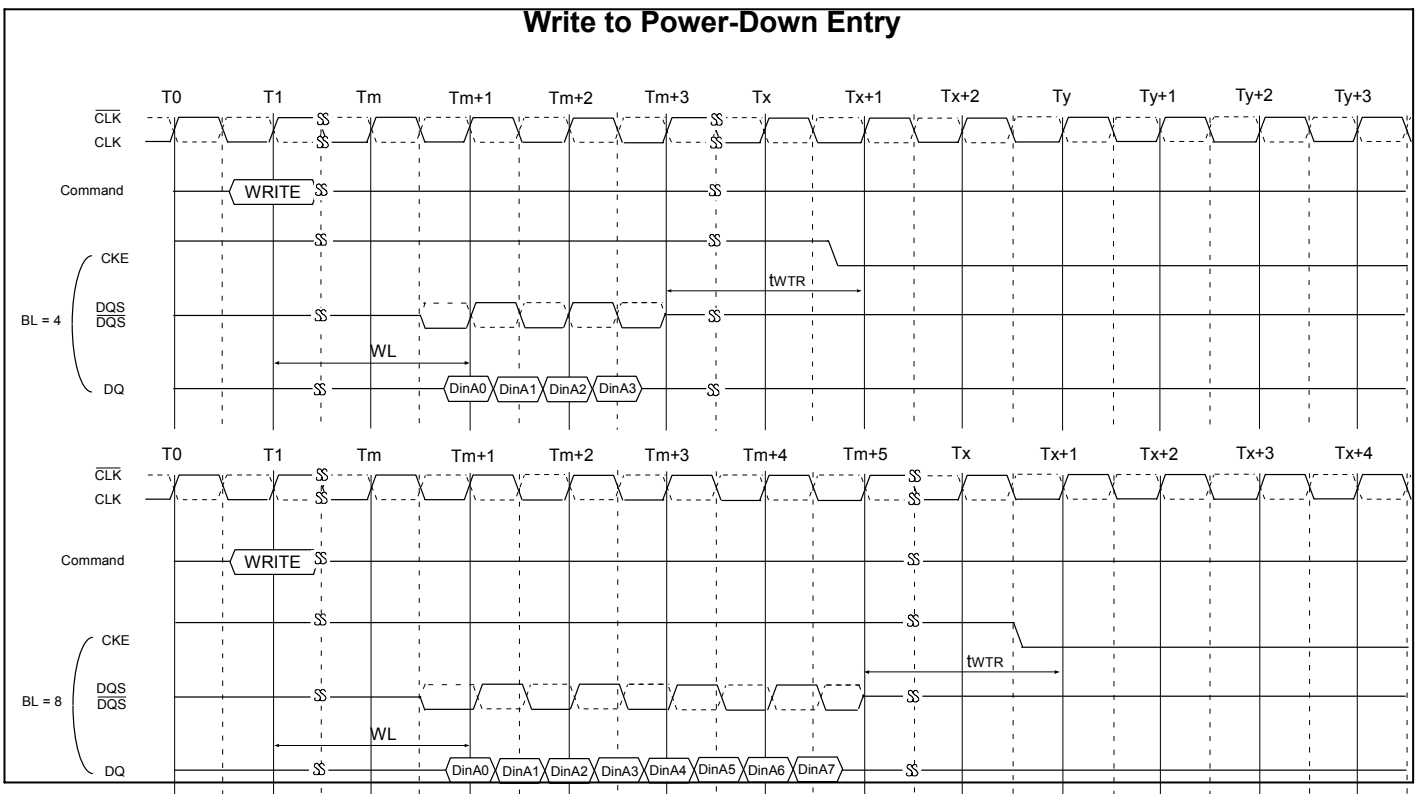 Write to Power-Down Entry
T0 T1 Tm Tm+1 Tm+2 Tm+3 Tx Tx+1 Tx+2 Ty Ty+1 Ty+2 Ty+3
CLK
CLK
Command WRITE
CKE
tWTR
DQS
BL = 4
DQS
WL
DQ DinA0 DinA1 DinA2 DinA3
T0 T1 Tm Tm+1 Tm+2 Tm+3 Tm+4 Tm+5 Tx Tx+1 Tx+2 Tx+3 Tx+4
CLK
CLK
Command WRITE
CKE
tWTR
DQS
BL = 8
DQS
WL
DQ DinA0 DinA1 DinA2 DinA3 DinA4 DinA5 DinA6 DinA7